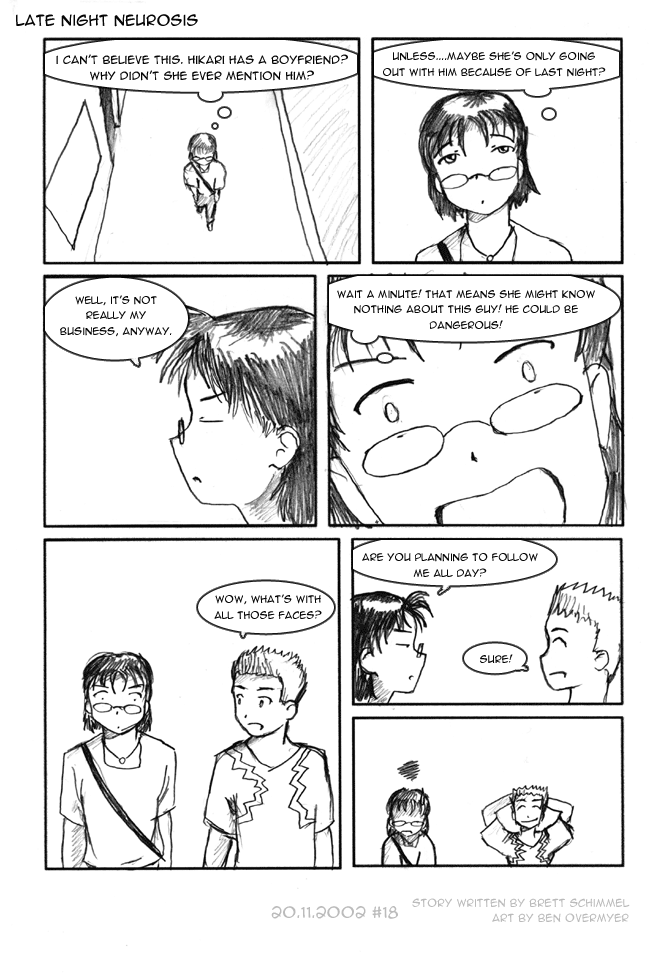 LATE NIGHT NEUROSIS
I CAN'T BELIEVE THIS. HIKARI HAS A BOYFRIEND?
WHY DIDN'T SHE EVER MENTION HIM?
UNLESS....MAYBE SHE'S ONLY GOING
OUT WITH HIM BECAUSE OF LAST NIGHT?
WELL, IT'S NOT
REALLY MY
BUSINESS, ANYWAY.
WAIT A MINUTE! THAT MEANS SHE MIGHT KNOW
NOTHING ABOUT THIS GUY! HE COULD BE
DANGEROUS!
WOW, WHAT'S WITH
ALL THOSE FACES?
ARE YOU PLANNING TO FOLLOW
ME ALL DAY?
SURE!
20.11.2002 #18
STORY WRITTEN BY BRETT SCHIMMEL
ART BY BEN OVERMYER